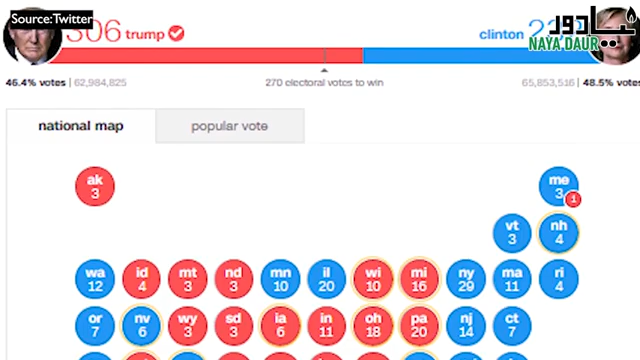 Source:Twitter
306 trump
clinton
نیا دور
NAYA DAUR
46.4% votes | 62,984,825
270 electoral votes to win
65,853,516 | 48.5% votes
national map
popular vote
ak 3
me 3 1
vt 3
nh 4
wa 12
id 4
mt 3
nd 3
mn 10
il 20
wi 10
mi 16
ny 29
ma 11
ri 4
or 7
nv 6
wy 3
sd 3
ia 6
in 11
oh 18
pa 20
nj 14
ct 7